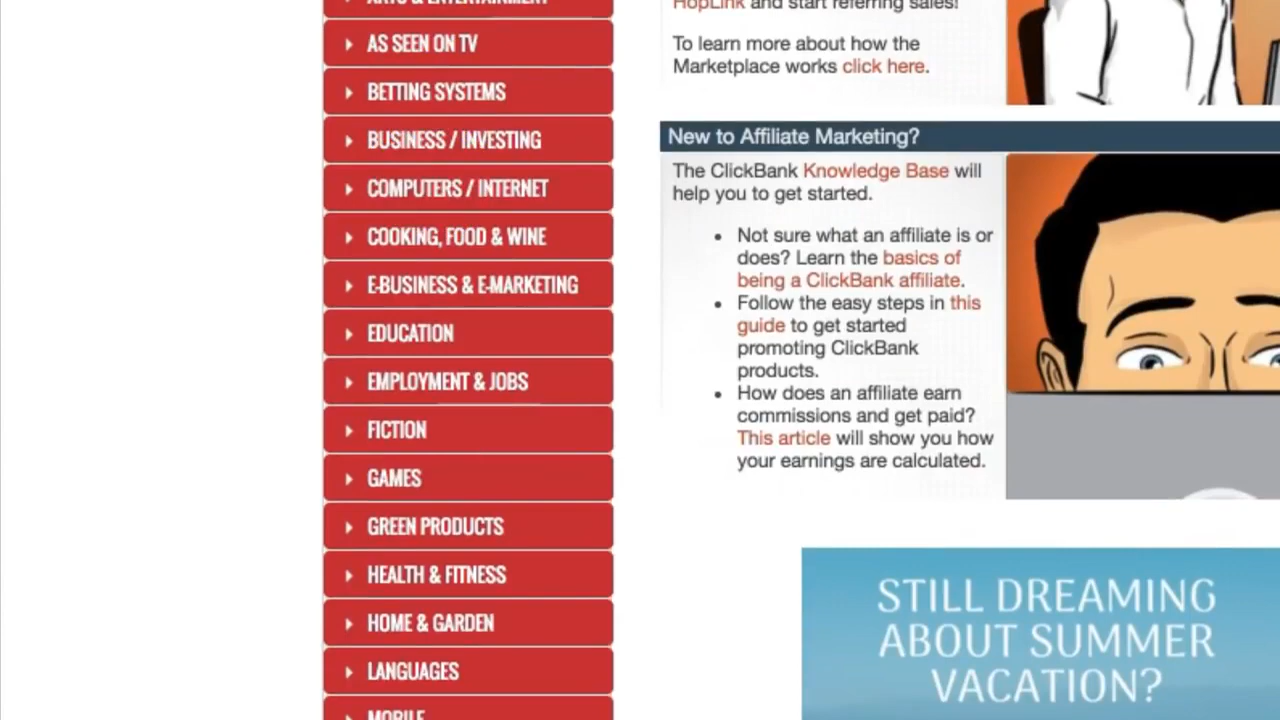 ARTS & ENTERTAINMENT
AS SEEN ON TV
BETTING SYSTEMS
BUSINESS / INVESTING
COMPUTERS / INTERNET
COOKING, FOOD & WINE
E-BUSINESS & E-MARKETING
EDUCATION
EMPLOYMENT & JOBS
FICTION
GAMES
GREEN PRODUCTS
HEALTH & FITNESS
HOME & GARDEN
LANGUAGES
MOBILE
HopLink and start referring sales!
To learn more about how the
Marketplace works click here.
New to Affiliate Marketing?
The ClickBank Knowledge Base will
help you to get started.
• Not sure what an affiliate is or
does? Learn the basics of
being a ClickBank affiliate.
• Follow the easy steps in this
guide to get started
promoting ClickBank
products.
• How does an affiliate earn
commissions and get paid?
This article will show you how
your earnings are calculated.
STILL DREAMING
ABOUT SUMMER
VACATION?